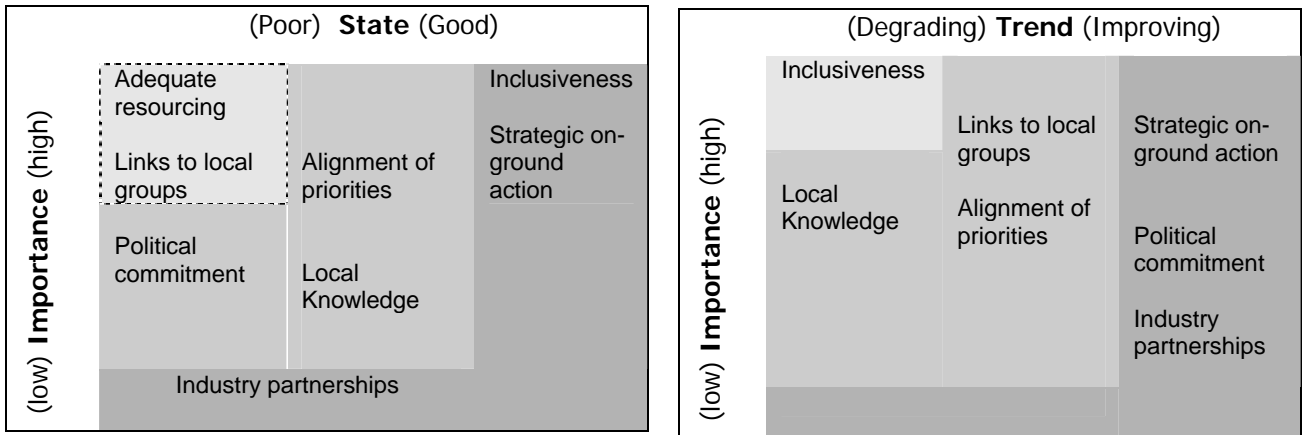 (Poor) State (Good)
(low) Importance (high)
Adequate
resourcing
Links to local
groups
Political
commitment
Alignment of
priorities
Local
Knowledge
Inclusiveness
Strategic on-
ground
action
Industry partnerships
(Degrading) Trend (Improving)
(low) Importance (high)
Inclusiveness
Local
Knowledge
Links to local
groups
Alignment of
priorities
Strategic on-
ground action
Political
commitment
Industry
partnerships